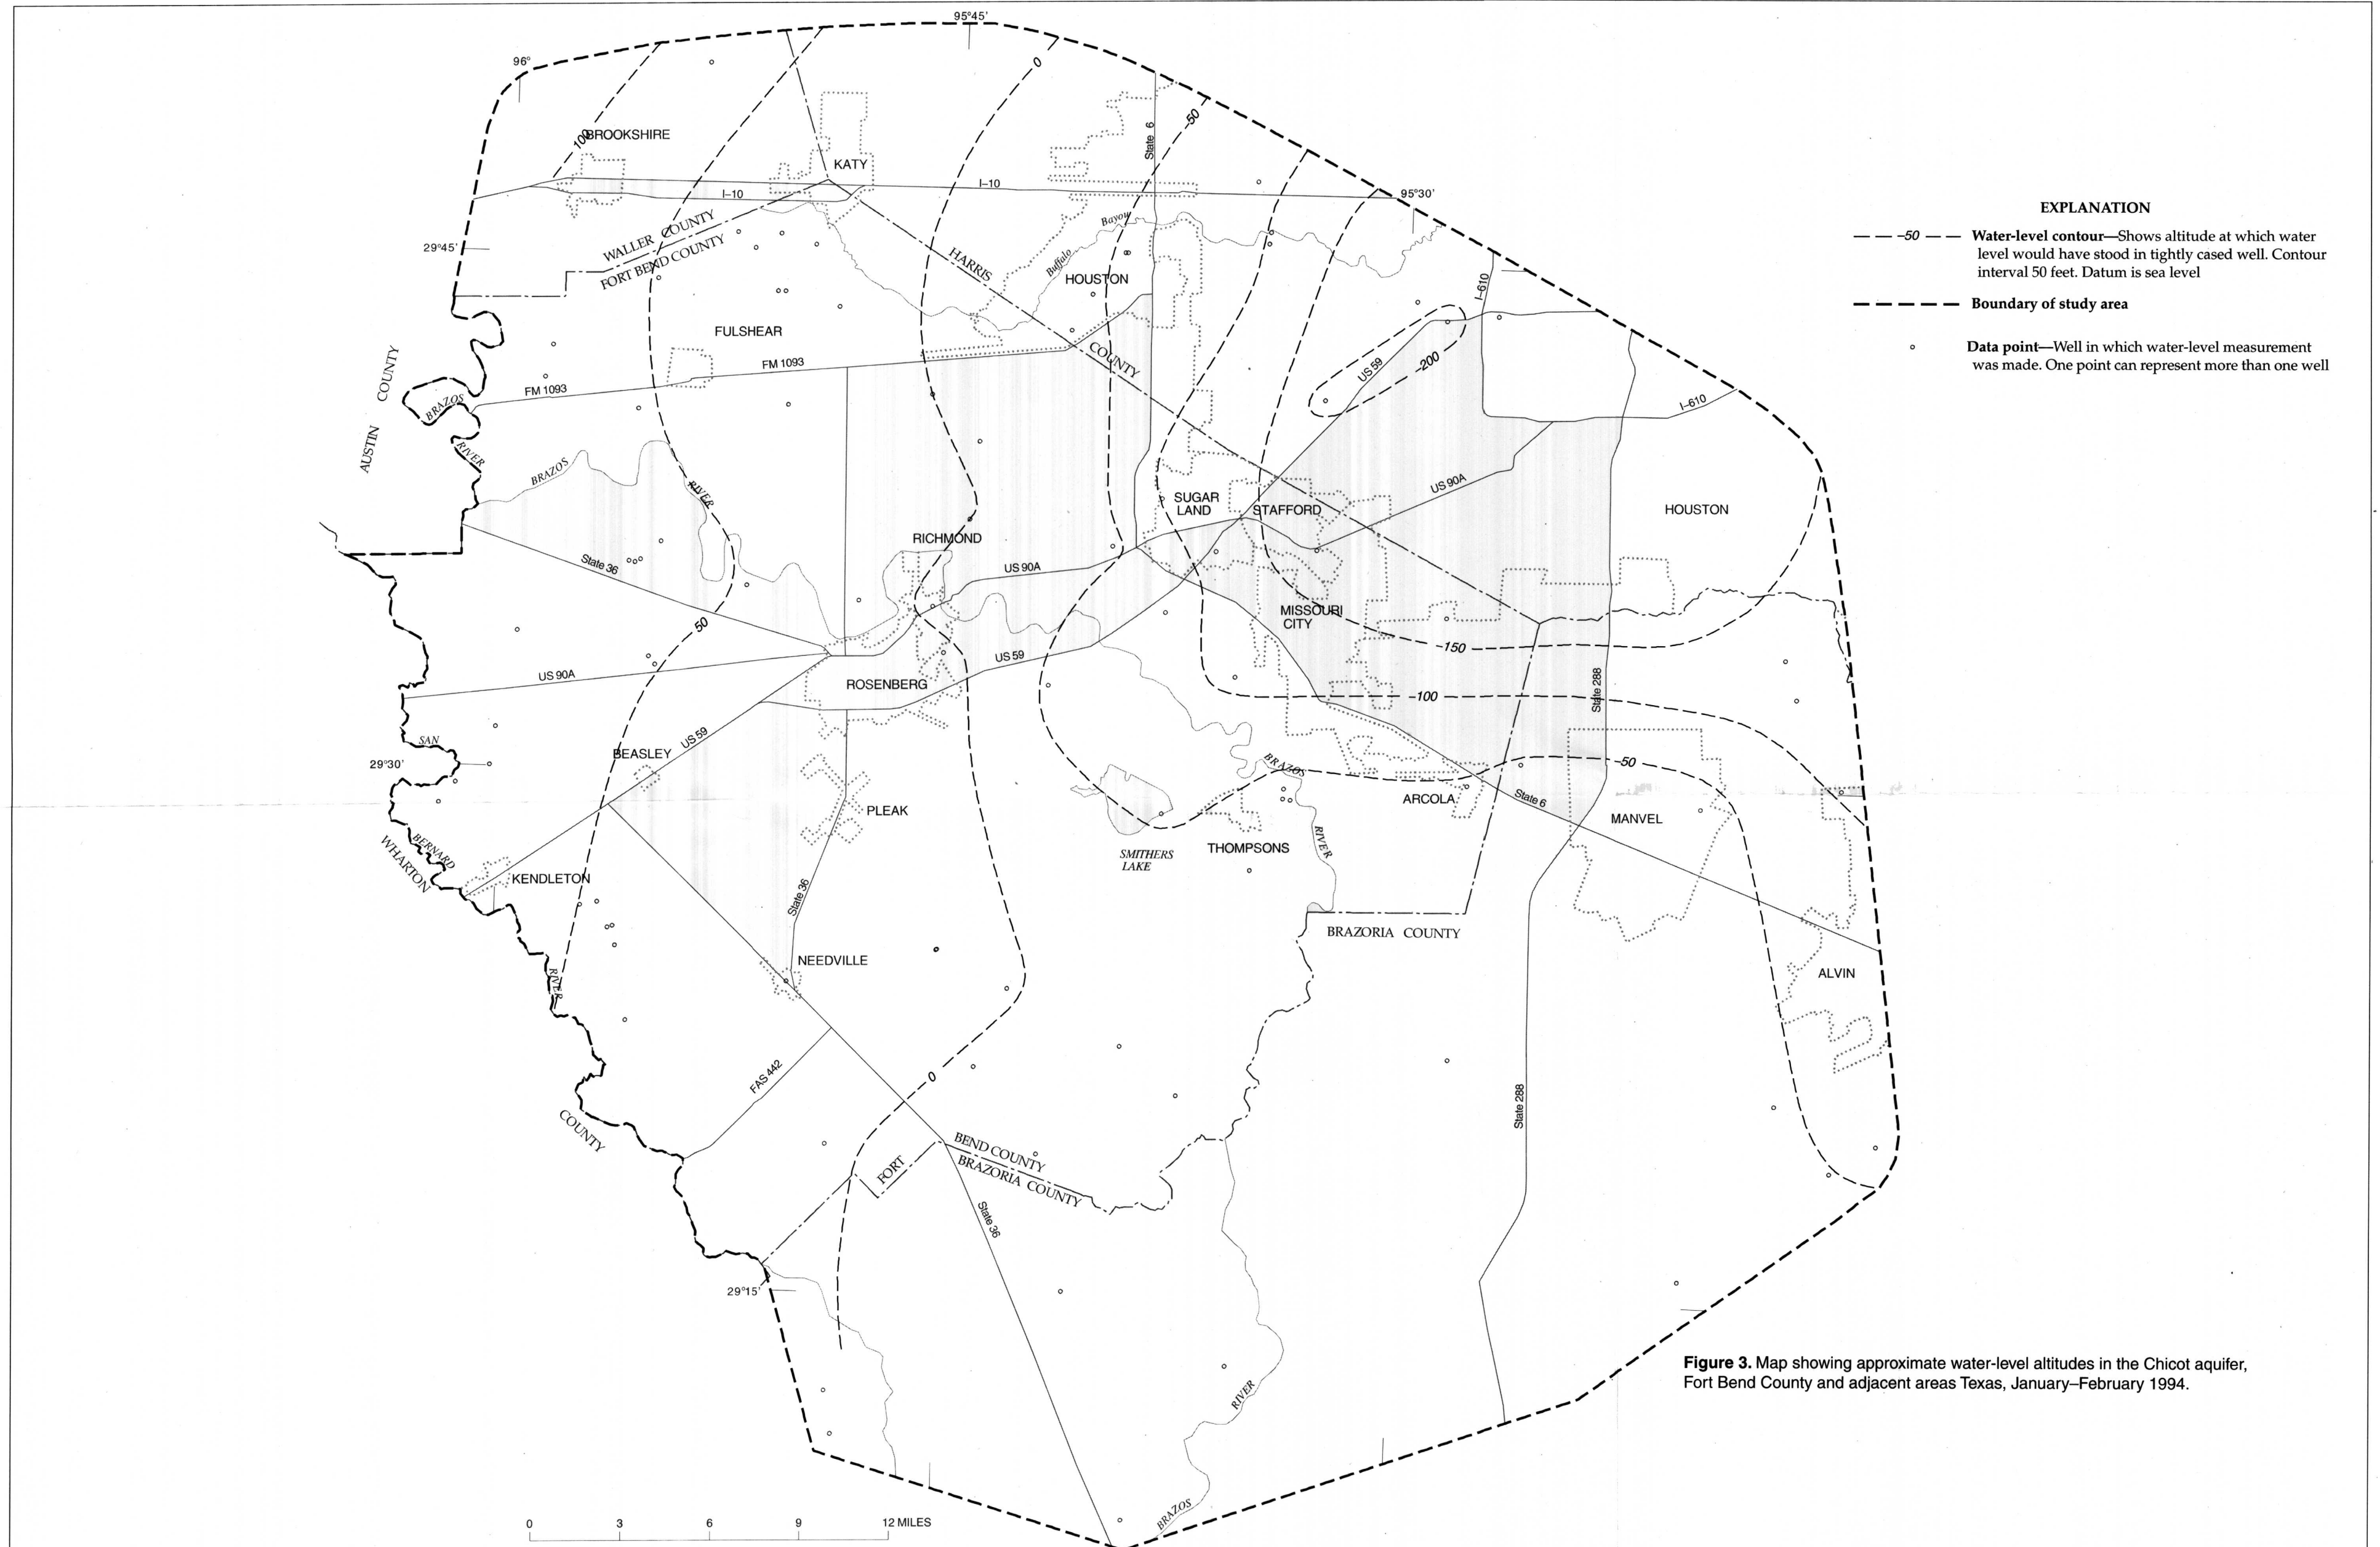 95°45'
96°
0
100
BROOKSHIRE
-50
State 6
KATY
I–10
I–10
95°30'
WALLER COUNTY
FORT BEND COUNTY
29°45'
HARRIS
Bayou
Buffalo
HOUSTON
I–610
FULSHEAR
COUNTY
US 59
-200
FM 1093
FM 1093
I–610
AUSTIN COUNTY
BRAZOS
RIVER
BRAZOS
RIVER
US 90A
SUGAR
LAND
STAFFORD
HOUSTON
RICHMOND
State 36
US 90A
MISSOURI
CITY
50
-150
US 59
US 90A
ROSENBERG
-100
State 288
SAN
BEASLEY
US 59
29°30'
BRAZOS
-50
ARCOLA
State 6
PLEAK
MANVEL
BERNARD
WHARTON
RIVER
THOMPSONS
SMITHERS
LAKE
KENDLETON
State 36
BRAZORIA COUNTY
NEEDVILLE
ALVIN
RIVER
FAS 442
0
State 288
COUNTY
BEND COUNTY
FORT
BRAZORIA COUNTY
State 36
29°15'
RIVER
BRAZOS
0 3 6 9 12 MILES
EXPLANATION
-50 Water-level contour—Shows altitude at which water
level would have stood in tightly cased well. Contour
interval 50 feet. Datum is sea level
Boundary of study area
Data point—Well in which water-level measurement
was made. One point can represent more than one well
Figure 3. Map showing approximate water-level altitudes in the Chicot aquifer,
Fort Bend County and adjacent areas Texas, January–February 1994.